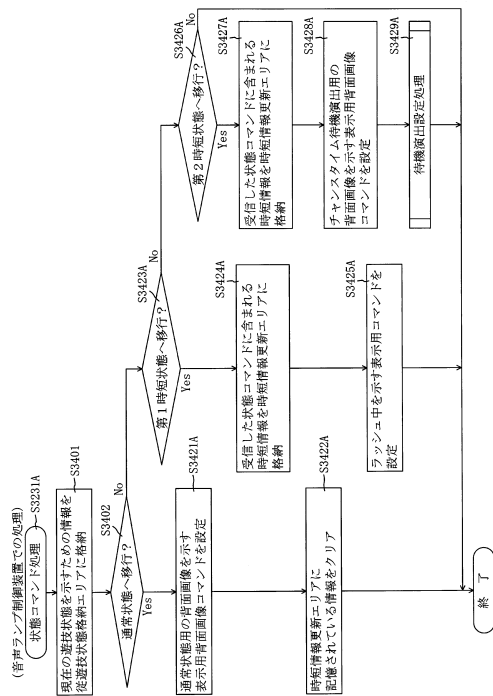 (音声ランプ制御装置での処理)
状態コマンド処理
S3231A
現在の遊技状態を示すための情報を
従遊技状態格納エリアに格納
S3401
通常状態へ移行?
S3402
No
Yes
通常状態用の背面画像を示す
表示用背面画像コマンドを設定
S3421A
時短情報更新エリアに
記憶されている情報をクリア
S3422A
第1時短状態へ移行?
S3423A
No
Yes
受信した状態コマンドに含まれる
時短情報を時短情報更新エリアに
格納
S3424A
ラッシュ中を示す表示用コマンドを
設定
S3425A
第2時短状態へ移行?
S3426A
No
Yes
受信した状態コマンドに含まれる
時短情報を時短情報更新エリアに
格納
S3427A
チャンスタイム待機演出用の
背面画像を示す表示用背面画像
コマンドを設定
S3428A
待機演出設定処理
S3429A
終了